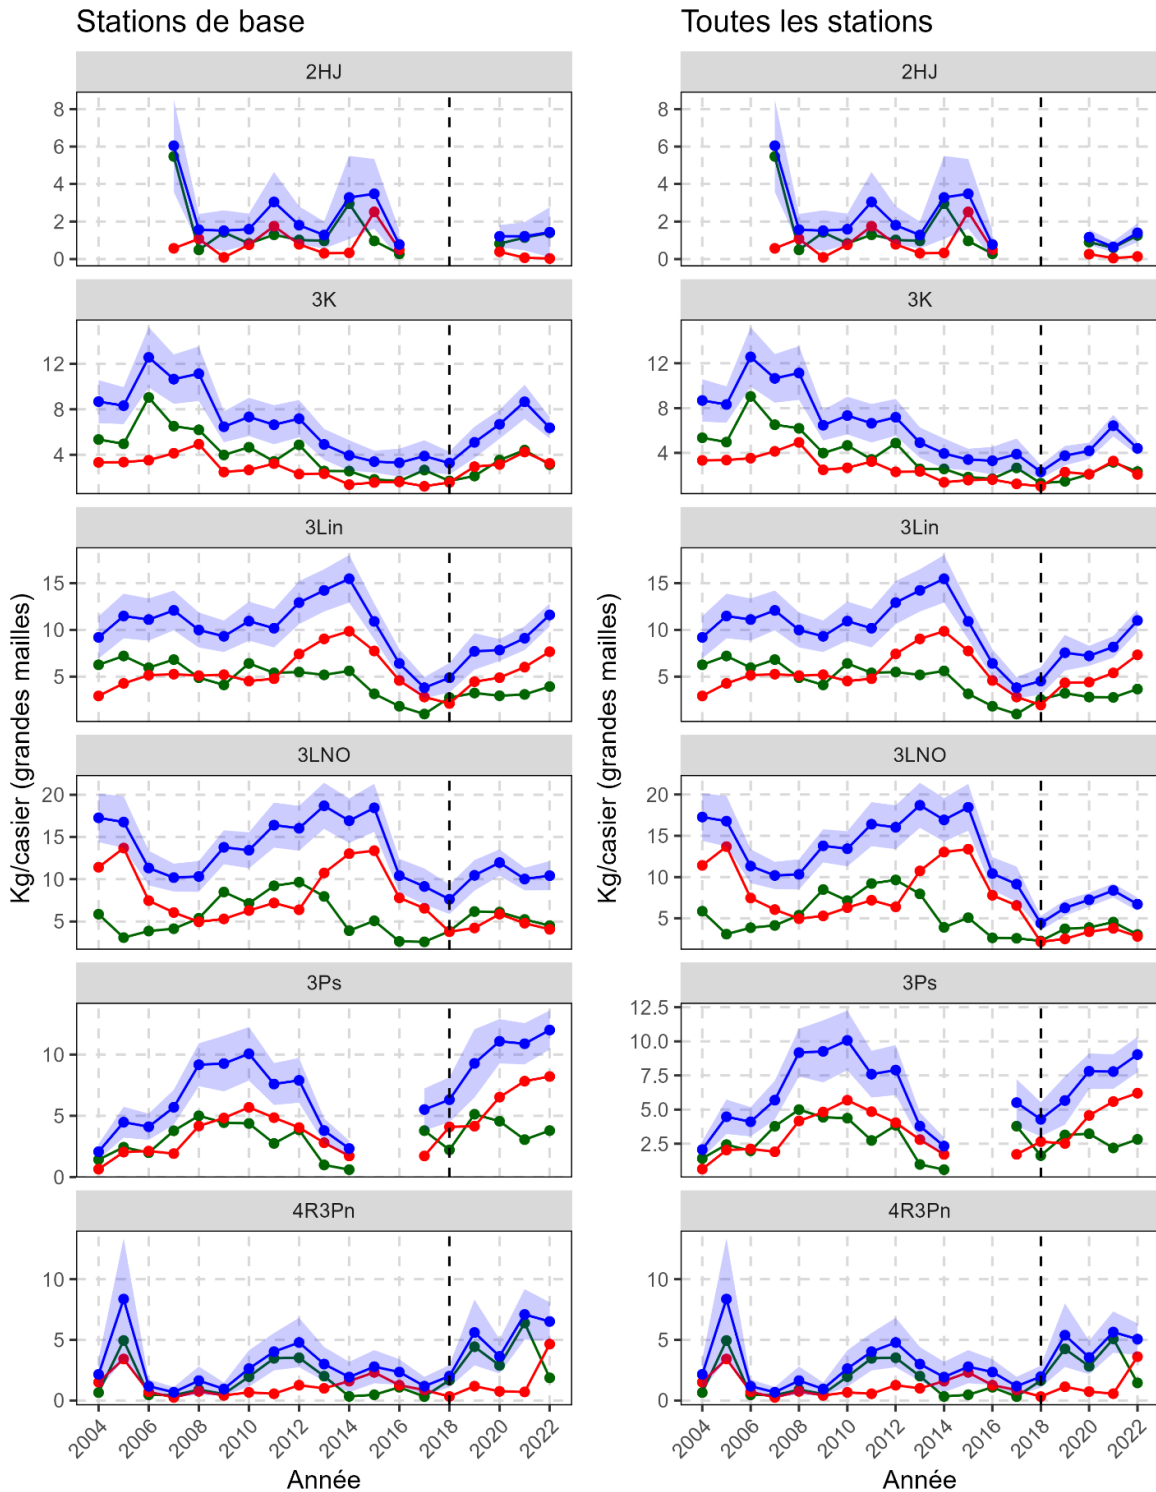 Stations de base
Toutes les stations
2HJ
2HJ
8
6
4
2
0
8
6
4
2
0
3K
3K
12
8
4
12
8
4
3Lin
3Lin
15
10
5
15
10
5
Kg/casier (grandes mailles)
Kg/casier (grandes mailles)
3LNO
3LNO
20
15
10
5
20
15
10
5
3Ps
3Ps
10
5
0
12.5
10.0
7.5
5.0
2.5
4R3Pn
4R3Pn
10
5
0
10
5
0
2004 2006 2008 2010 2012 2014 2016 2018 2020 2022
2004 2006 2008 2010 2012 2014 2016 2018 2020 2022
Année
Année